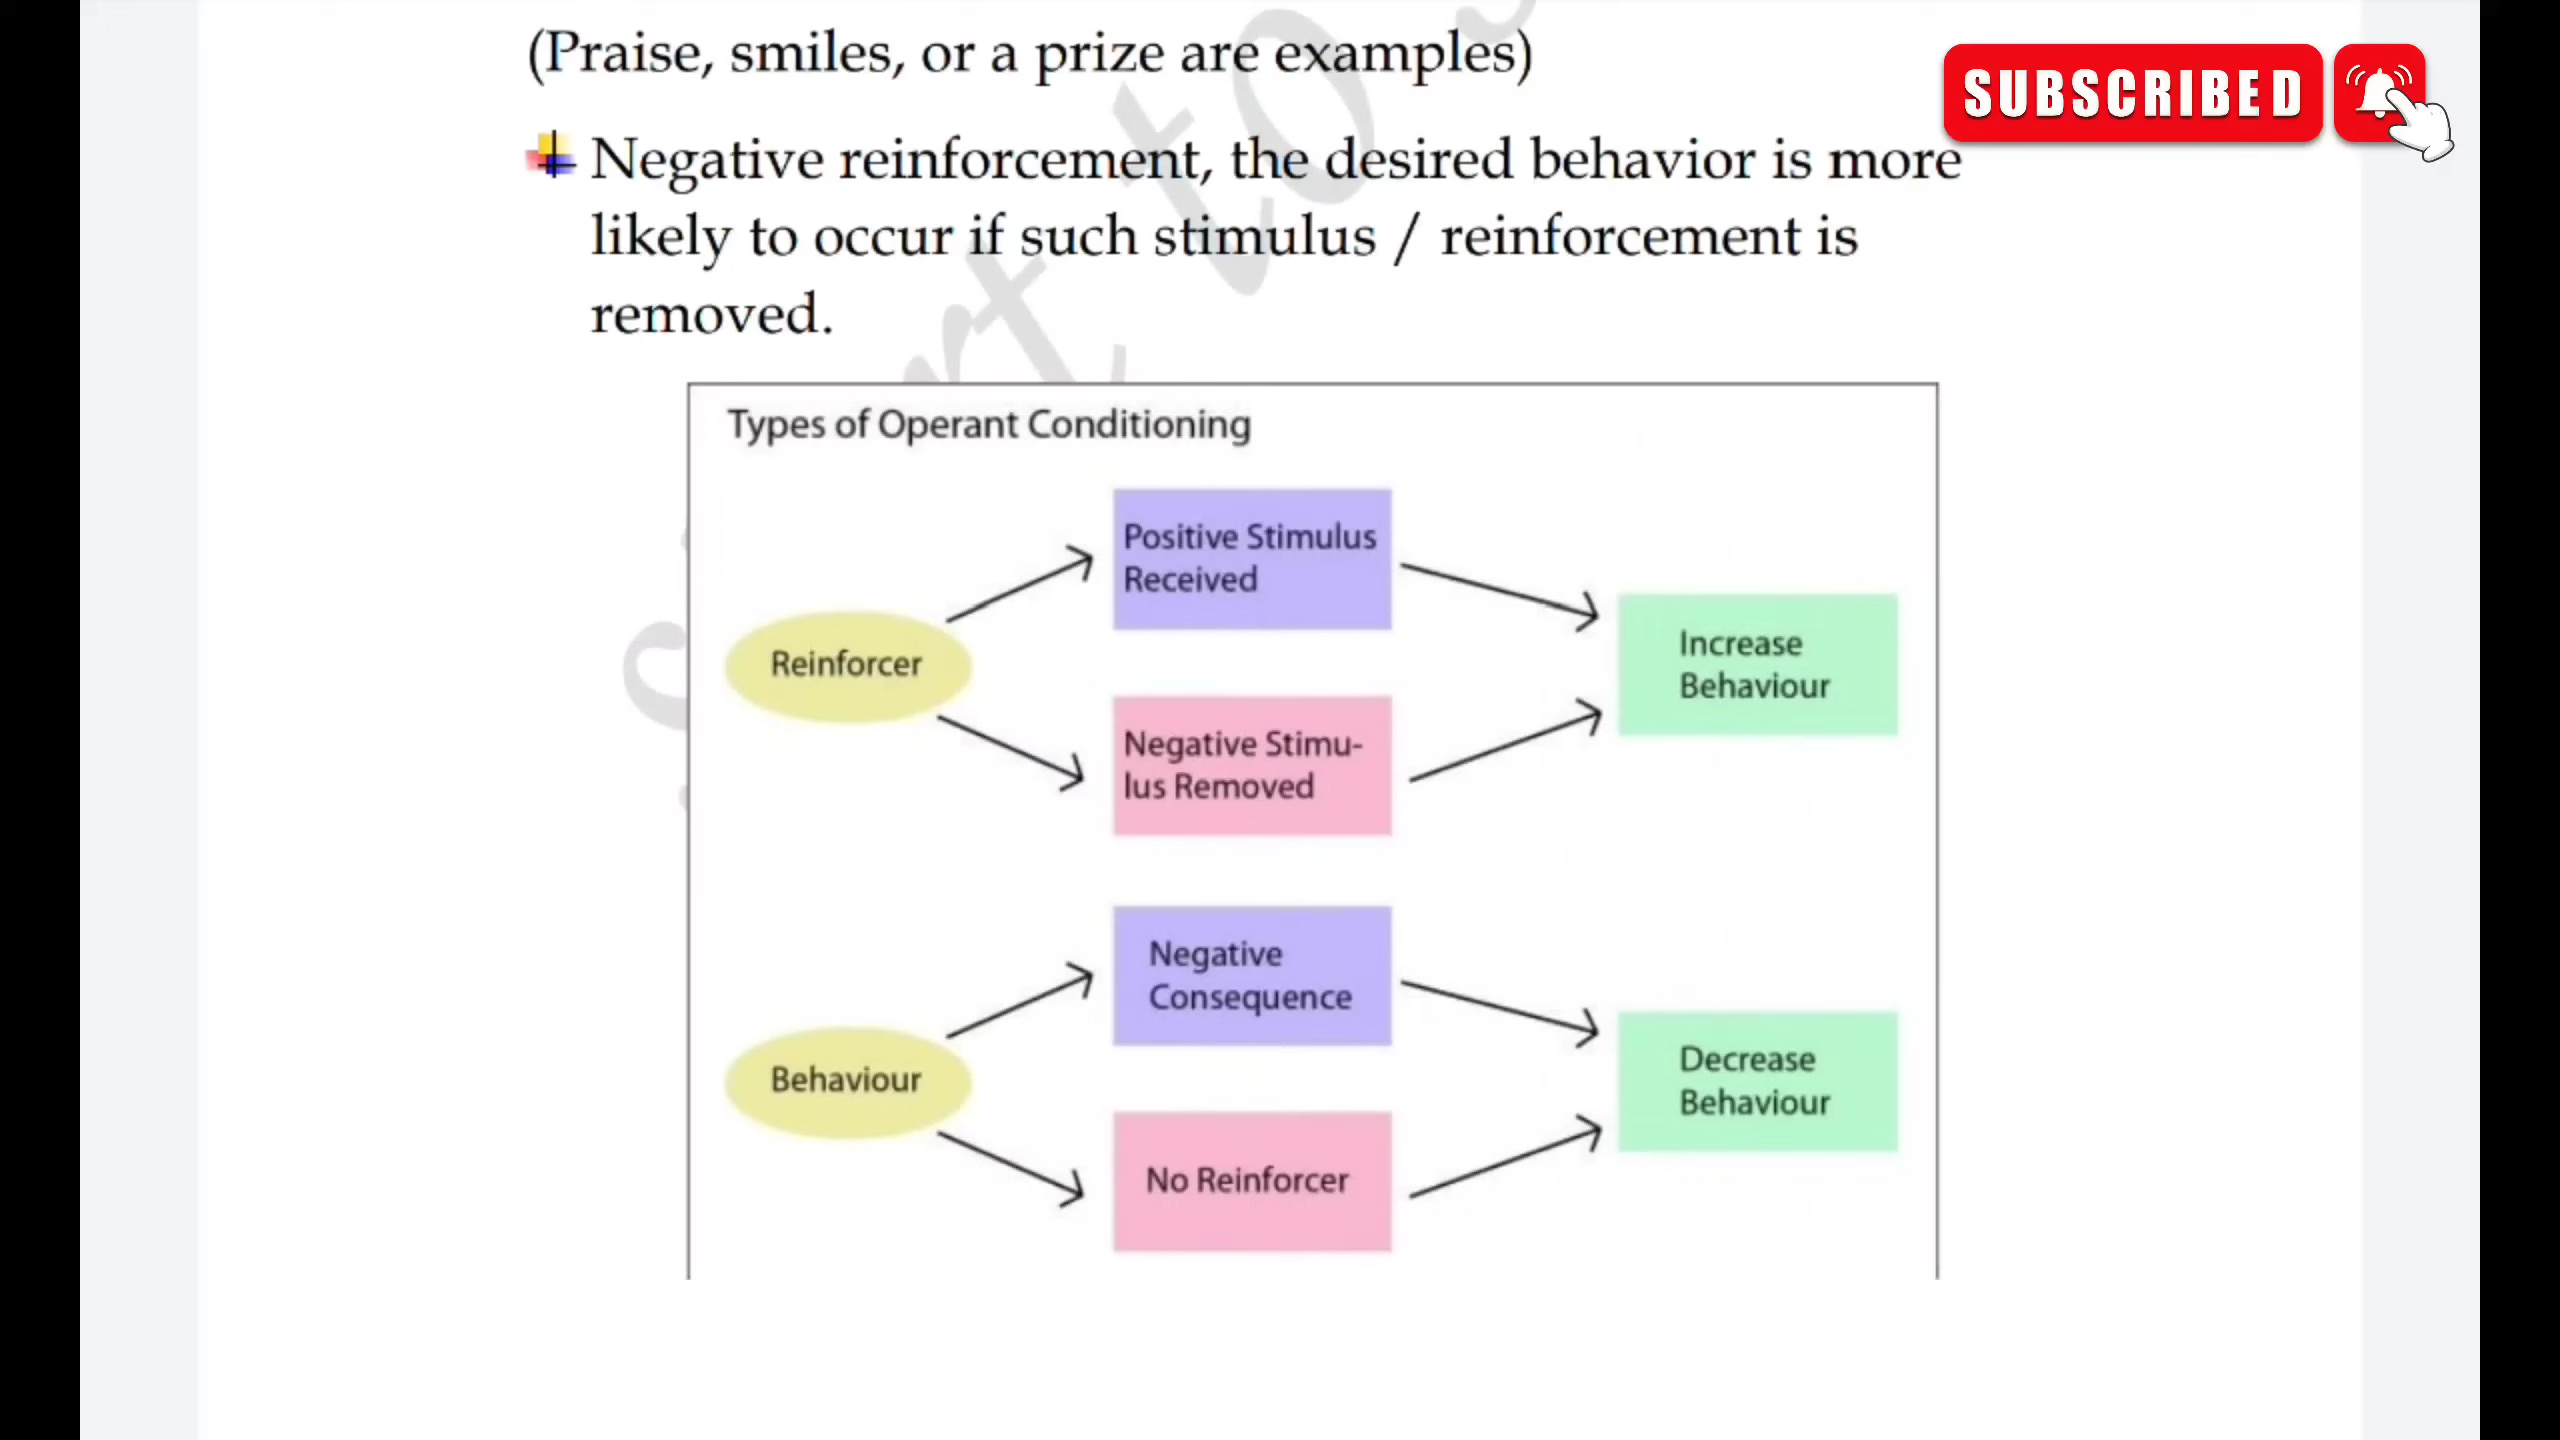 (Praise, smiles, or a prize are examples)
SUBSCRIBED
Negative reinforcement, the desired behavior is more
likely to occur if such stimulus / reinforcement is
removed.
Types of Operant Conditioning
Positive Stimulus
Received
Reinforcer
Increase
Behaviour
Negative Stimu-
lus Removed
Negative
Consequence
Behaviour
Decrease
Behaviour
No Reinforcer